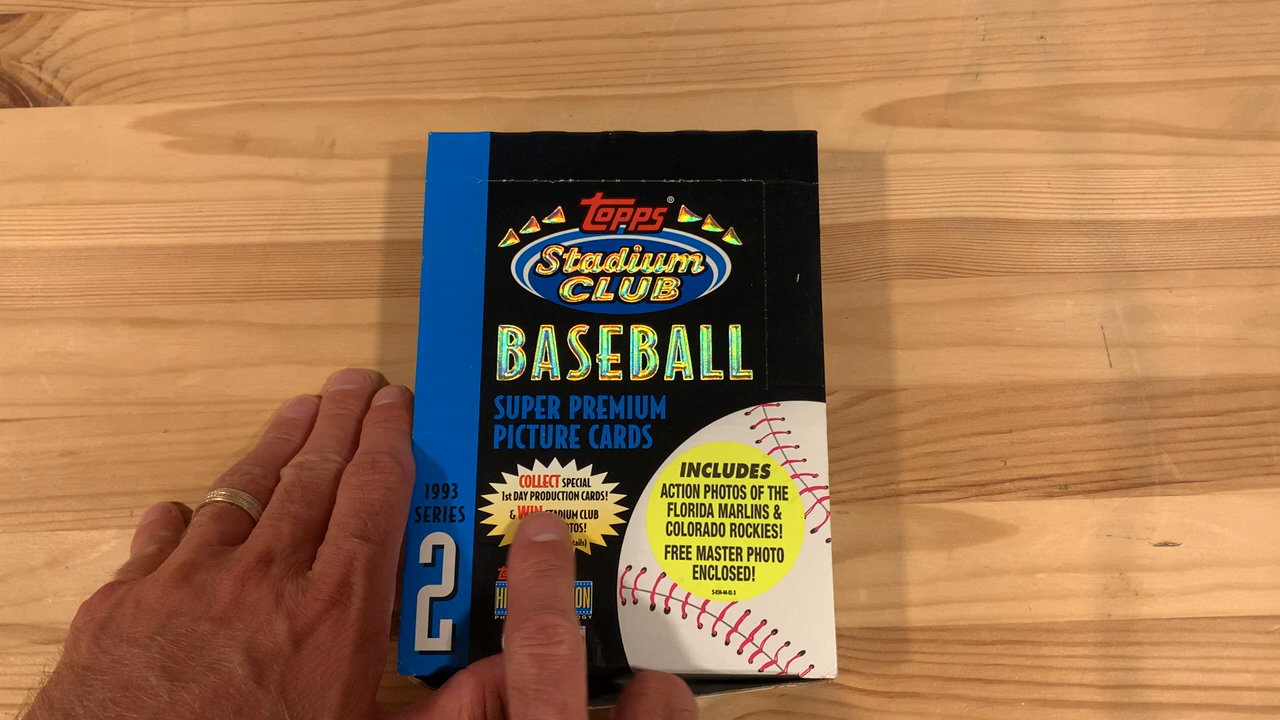 topps®
Stadium
CLUB
BASEBALL
SUPER PREMIUM
PICTURE CARDS
COLLECT SPECIAL
1st DAY PRODUCTION CARDS!
& WIN STADIUM CLUB
1993
SERIES
2
INCLUDES
ACTION PHOTOS OF THE
FLORIDA MARLINS &
COLORADO ROCKIES!
FREE MASTER PHOTO
ENCLOSED!